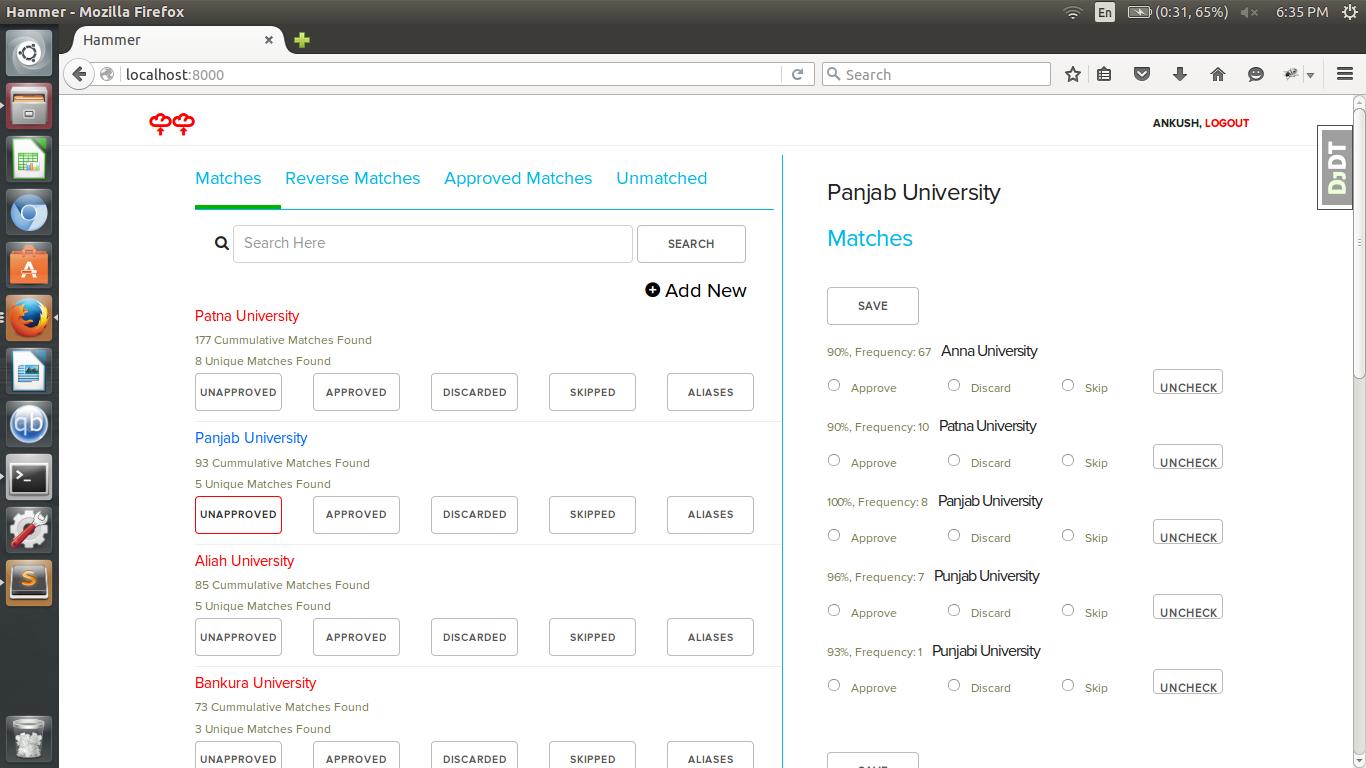 Hammer - Mozilla Firefox
En (0:31, 65%) 6:35 PM
Hammer
localhost:8000
Search
ANKUSH, LOGOUT
DJDT
Matches Reverse Matches Approved Matches Unmatched
Search Here SEARCH
Add New
Patna University
177 Cummulative Matches Found
8 Unique Matches Found
UNAPPROVED APPROVED DISCARDED SKIPPED ALIASES
Panjab University
93 Cummulative Matches Found
5 Unique Matches Found
UNAPPROVED APPROVED DISCARDED SKIPPED ALIASES
Aliah University
85 Cummulative Matches Found
5 Unique Matches Found
UNAPPROVED APPROVED DISCARDED SKIPPED ALIASES
Bankura University
73 Cummulative Matches Found
3 Unique Matches Found
UNAPPROVED APPROVED DISCARDED SKIPPED ALIASES
Panjab University
Matches
SAVE
90%, Frequency: 67 Anna University
Approve Discard Skip UNCHECK
90%, Frequency: 10 Patna University
Approve Discard Skip UNCHECK
100%, Frequency: 8 Panjab University
Approve Discard Skip UNCHECK
96%, Frequency: 7 Punjab University
Approve Discard Skip UNCHECK
93%, Frequency: 1 Punjabi University
Approve Discard Skip UNCHECK
SAVE
qb
S